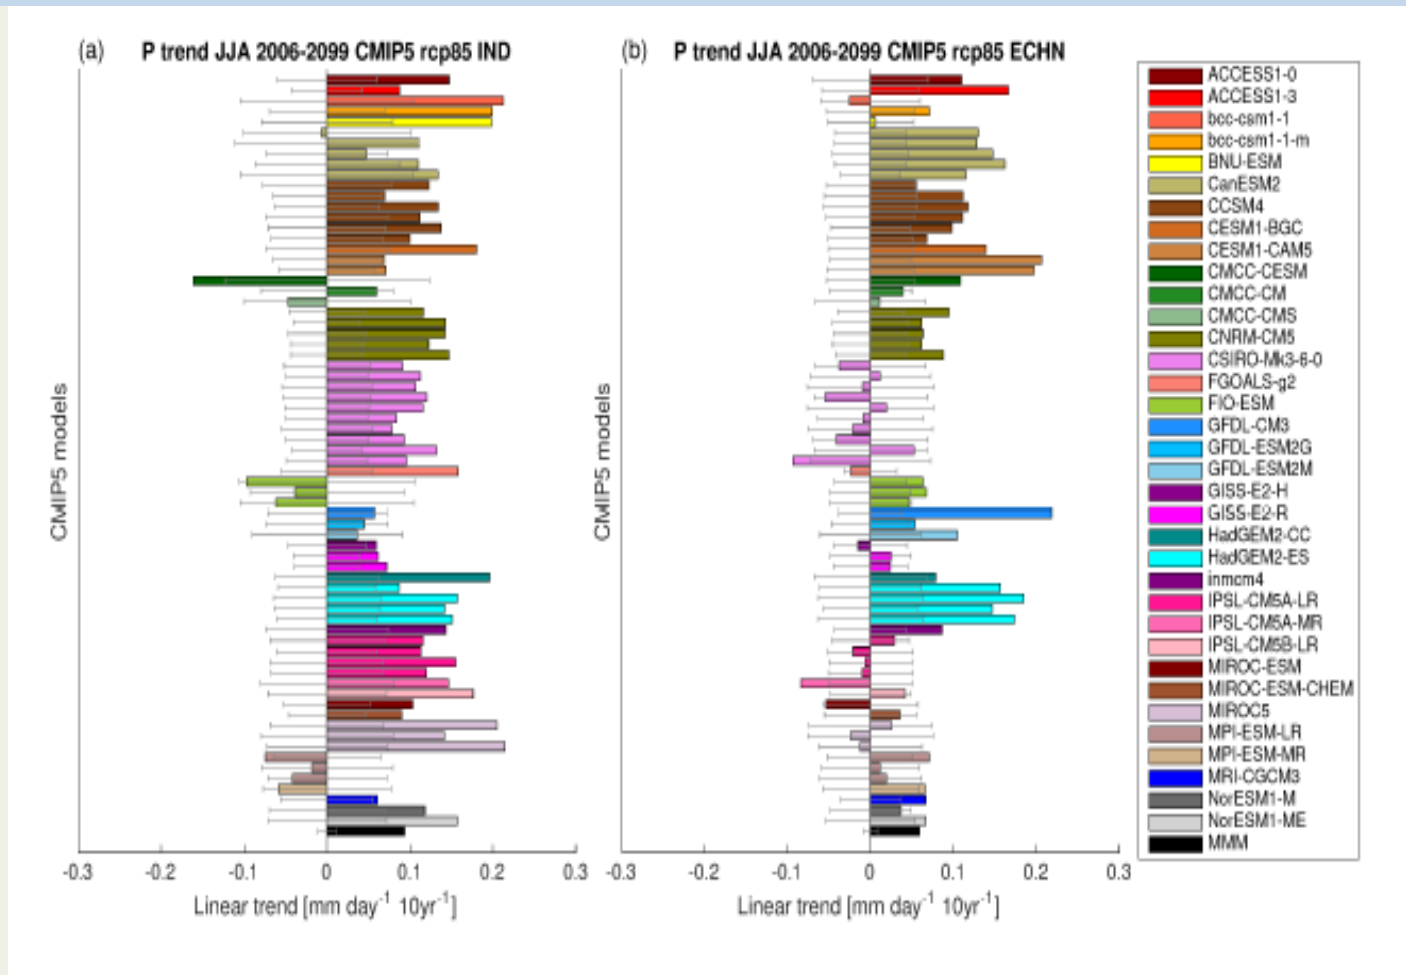 (a) P trend JJA 2006-2099 CMIP5 rcp85 IND
(b) P trend JJA 2006-2099 CMIP5 rcp85 ECHN
CMIP5 models
-0.3 -0.2 -0.1 0 0.1 0.2 0.3
Linear trend [mm day-1 10yr-1]
CMIP5 models
-0.3 -0.2 -0.1 0 0.1 0.2 0.3
Linear trend [mm day-1 10yr-1]
ACCESS1-0
ACCESS1-3
bcc-csm1-1
bcc-csm1-1-m
BNU-ESM
CanESM2
CCSM4
CESM1-BGC
CESM1-CAM5
CMCC-CESM
CMCC-CM
CMCC-CMS
CNRM-CM5
CSIRO-Mk3-6-0
FGOALS-g2
FIO-ESM
GFDL-CM3
GFDL-ESM2G
GFDL-ESM2M
GISS-E2-H
GISS-E2-R
HadGEM2-CC
HadGEM2-ES
inmcm4
IPSL-CM5A-LR
IPSL-CM5A-MR
IPSL-CM5B-LR
MIROC-ESM
MIROC-ESM-CHEM
MIROC5
MPI-ESM-LR
MPI-ESM-MR
MRI-CGCM3
NorESM1-M
NorESM1-ME
MMM